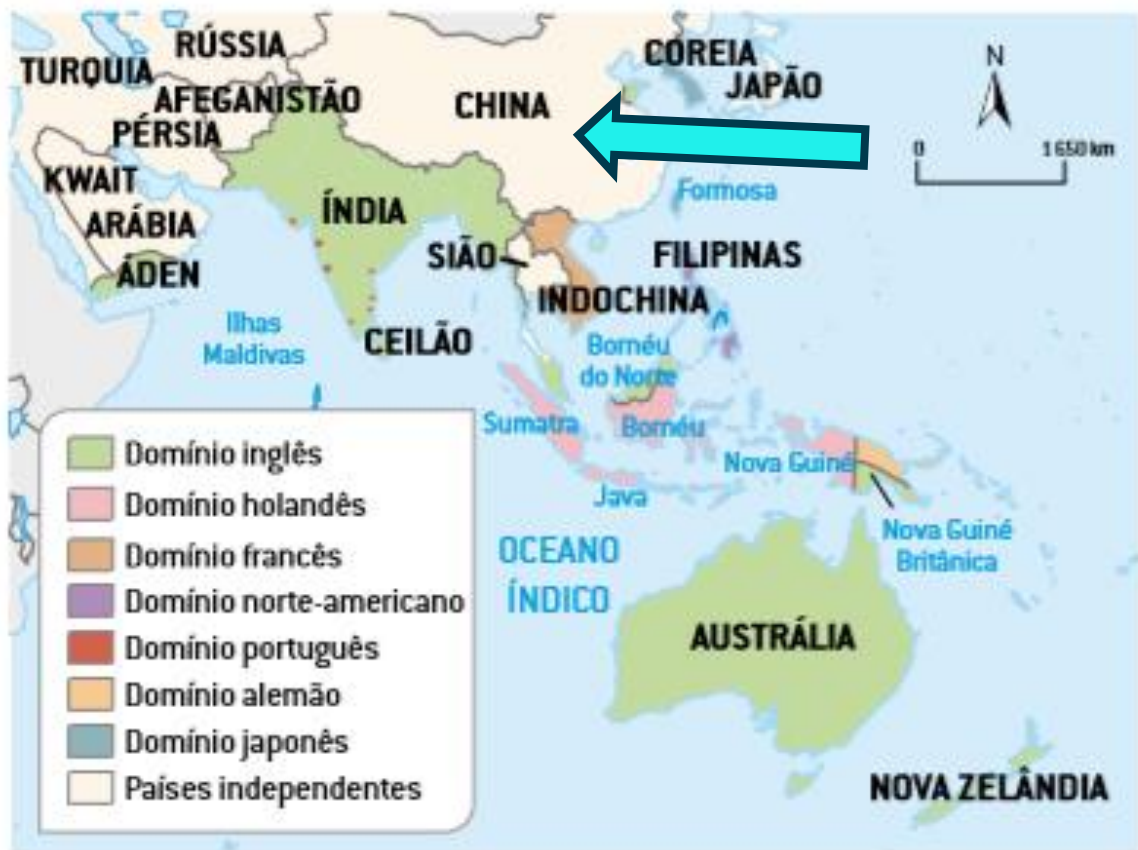 RÚSSIA
COREIA
TURQUIA
JAPÃO
N
AFEGANISTÃO
CHINA
PÉRSIA
0 1 650 km
KWAIT
Formosa
ARÁBIA
ÍNDIA
ÁDEN
SIÃO
FILIPINAS
INDOCHINA
Ilhas
Maldivas
CEILÃO
Bornéu
do Norte
Sumatra
Bornéu
Nova Guiné
Java
Nova Guiné
Britânica
OCEANO
ÍNDICO
AUSTRÁLIA
NOVA ZELÂNDIA
Domínio inglês
Domínio holandês
Domínio francês
Domínio norte-americano
Domínio português
Domínio alemão
Domínio japonês
Países independentes